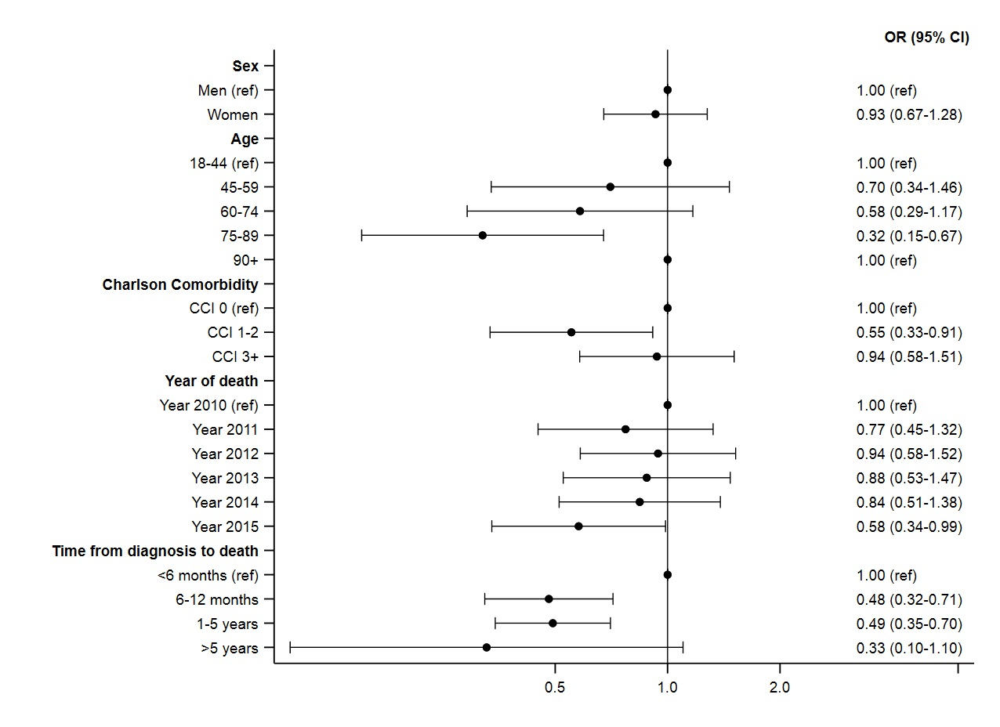 OR (95% CI)
Sex
Men (ref) 1.00 (ref)
Women 0.93 (0.67-1.28)
Age
18-44 (ref) 1.00 (ref)
45-59 0.70 (0.34-1.46)
60-74 0.58 (0.29-1.17)
75-89 0.32 (0.15-0.67)
90+ 1.00 (ref)
Charlson Comorbidity
CCI 0 (ref) 1.00 (ref)
CCI 1-2 0.55 (0.33-0.91)
CCI 3+ 0.94 (0.58-1.51)
Year of death
Year 2010 (ref) 1.00 (ref)
Year 2011 0.77 (0.45-1.32)
Year 2012 0.94 (0.58-1.52)
Year 2013 0.88 (0.53-1.47)
Year 2014 0.84 (0.51-1.38)
Year 2015 0.58 (0.34-0.99)
Time from diagnosis to death
<6 months (ref) 1.00 (ref)
6-12 months 0.48 (0.32-0.71)
1-5 years 0.49 (0.35-0.70)
>5 years 0.33 (0.10-1.10)
0.5 1.0 2.0